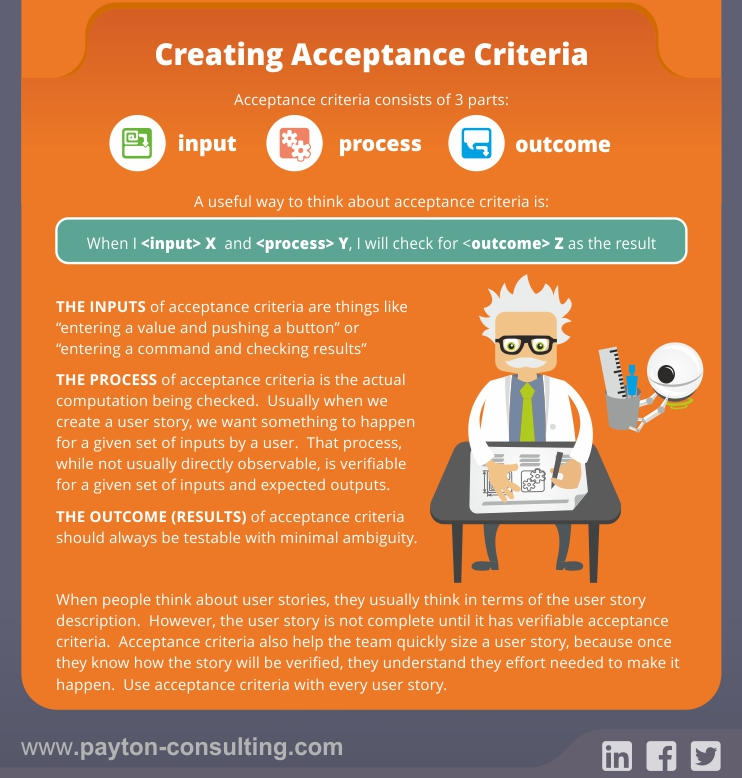 Creating Acceptance Criteria
Acceptance criteria consists of 3 parts:
input process outcome
A useful way to think about acceptance criteria is:
When I <input> X and <process> Y, I will check for <outcome> Z as the result
THE INPUTS of acceptance criteria are things like
“entering a value and pushing a button” or
“entering a command and checking results”
THE PROCESS of acceptance criteria is the actual
computation being checked. Usually when we
create a user story, we want something to happen
for a given set of inputs by a user. That process,
while not usually directly observable, is verifiable
for a given set of inputs and expected outputs.
THE OUTCOME (RESULTS) of acceptance criteria
should always be testable with minimal ambiguity.
When people think about user stories, they usually think in terms of the user story
description. However, the user story is not complete until it has verifiable acceptance
criteria. Acceptance criteria also help the team quickly size a user story, because once
they know how the story will be verified, they understand they effort needed to make it
happen. Use acceptance criteria with every user story.
www.payton-consulting.com
in f